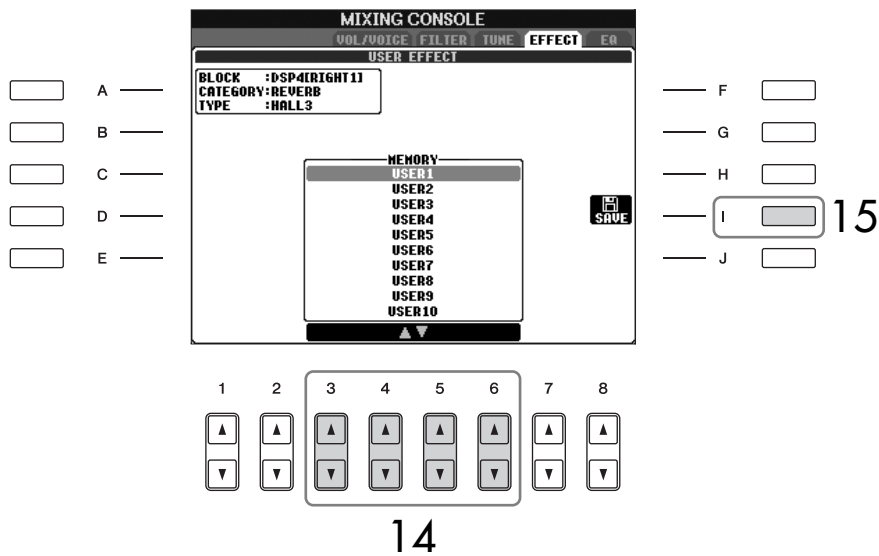 MIXING CONSOLE
VOL/VOICE FILTER TUNE EFFECT EQ
USER EFFECT
BLOCK :DSP4[RIGHT1]
CATEGORY:REVERB
TYPE :HALL3
A
B
C
D
E
MEMORY
USER1
USER2
USER3
USER4
USER5
USER6
USER7
USER8
USER9
USER10
SAVE
F
G
H
I
J
15
1 2 3 4 5 6 7 8
14